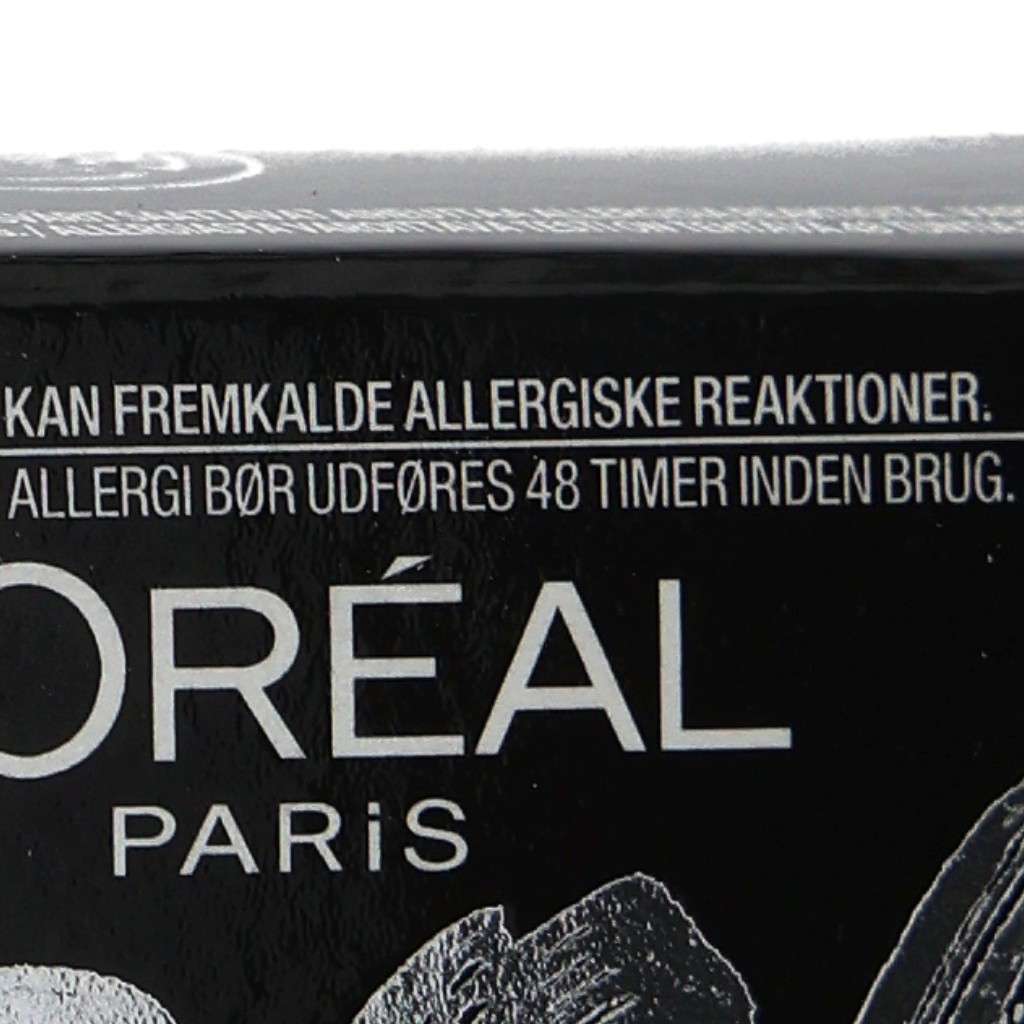 KAN FREMKALDE ALLERGISKE REAKTIONER.
ALLERGI BØR UDFØRES 48 TIMER INDEN BRUG.
ORÉAL
PARiS